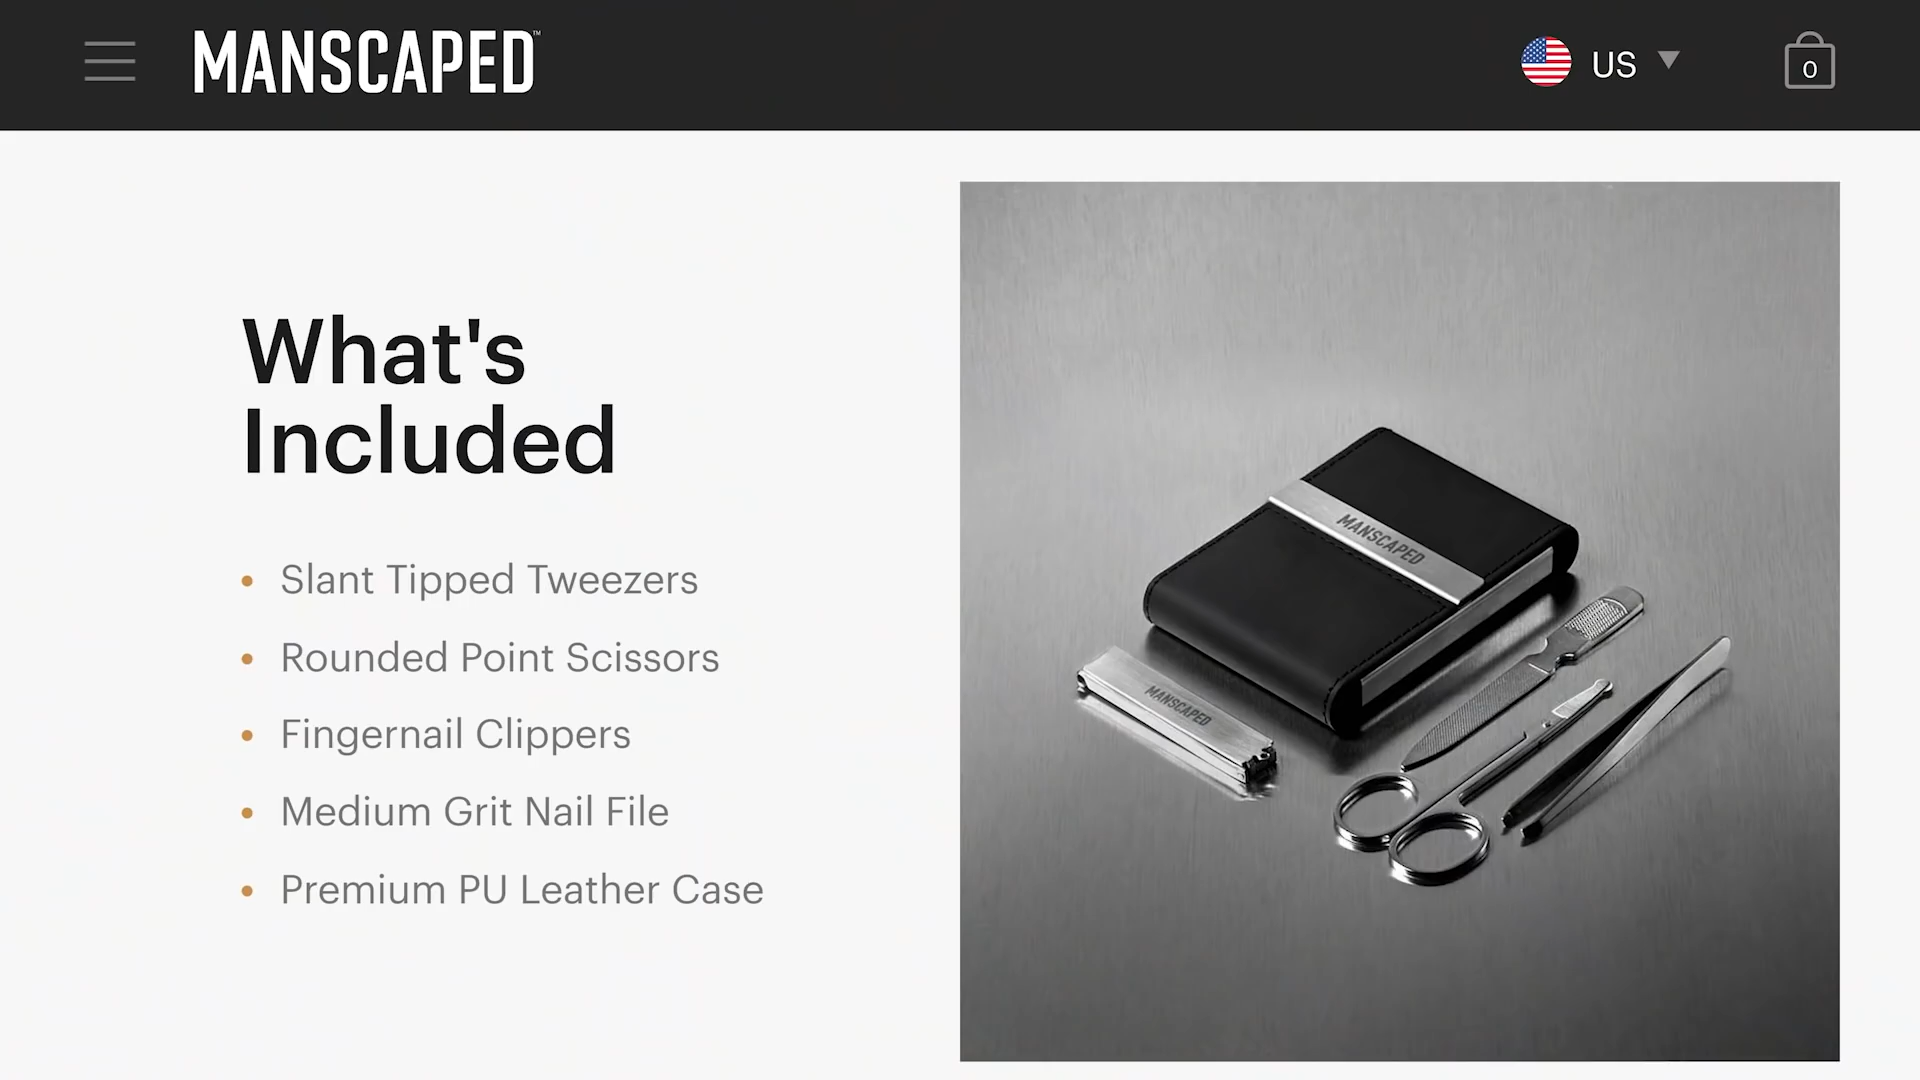 MANSCAPED™
US
0
What's
Included
• Slant Tipped Tweezers
• Rounded Point Scissors
• Fingernail Clippers
• Medium Grit Nail File
• Premium PU Leather Case
MANSCAPED
MANSCAPED